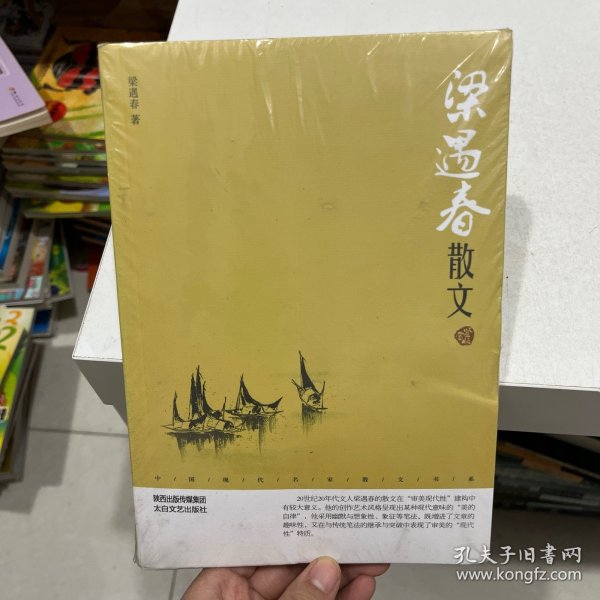 梁遇春 著
梁遇春
散文
中国现代名家散文书系
陕西出版传媒集团
太白文艺出版社
20世纪20年代文人梁遇春的散文在“审美现代性”建构中
有较大意义。他的创作艺术风格呈现出某种现代意味的“美的
自律”，他采用幽默与想象性、象征等笔法，既增进了文章的
趣味性，又在与传统笔法的继承与突破中表现了审美的“现代
性”特质。
孔夫子旧书网
www.kongfz.com